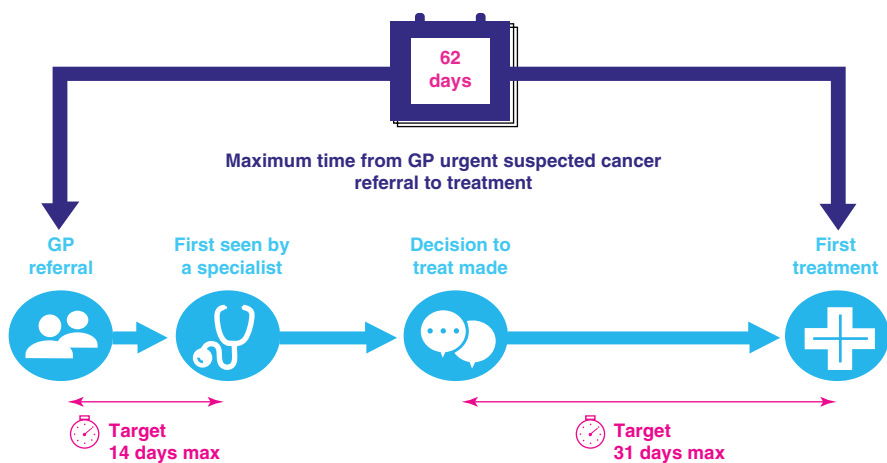 62
days
Maximum time from GP urgent suspected cancer
referral to treatment
GP
referral
First seen by
a specialist
Decision to
treat made
First
treatment
Target
14 days max
Target
31 days max